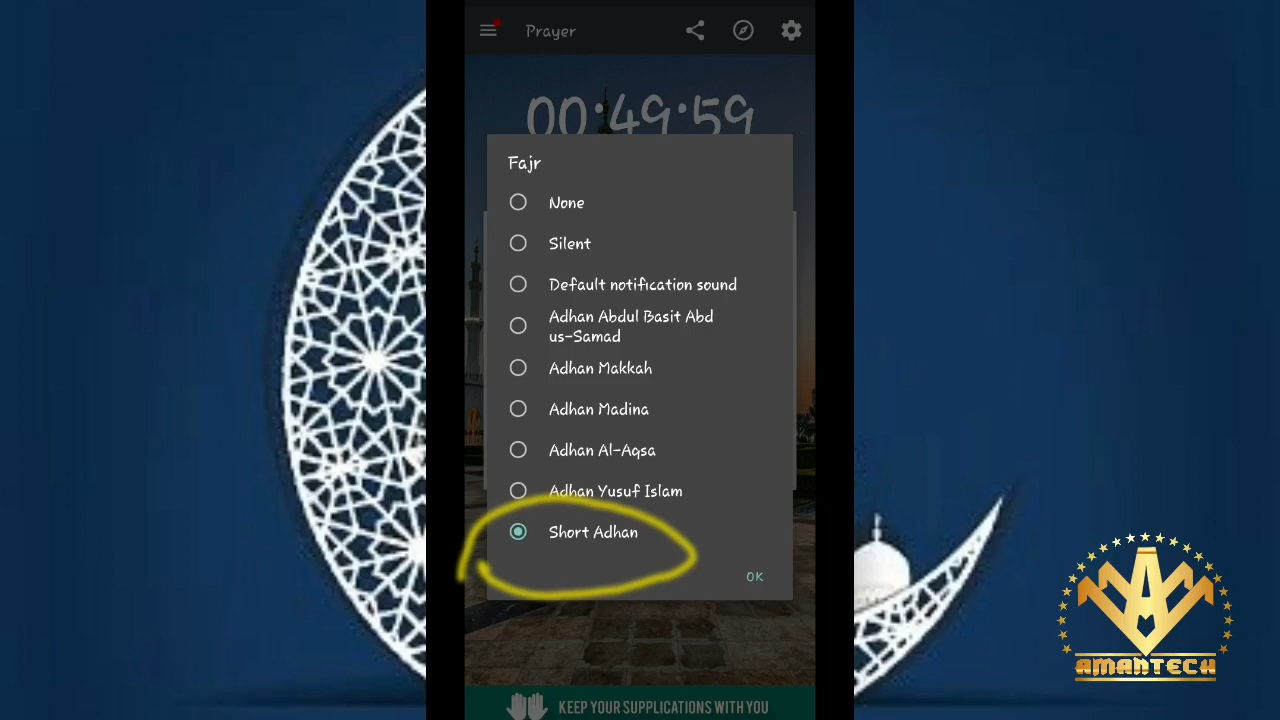 Prayer
00:49:59
Fajr
None
Silent
Default notification sound
Adhan Abdul Basit Abd
us-Samad
Adhan Makkah
Adhan Madina
Adhan Al-Aqsa
Adhan Yusuf Islam
Short Adhan
OK
KEEP YOUR SUPPLICATIONS WITH YOU
AMANTECH